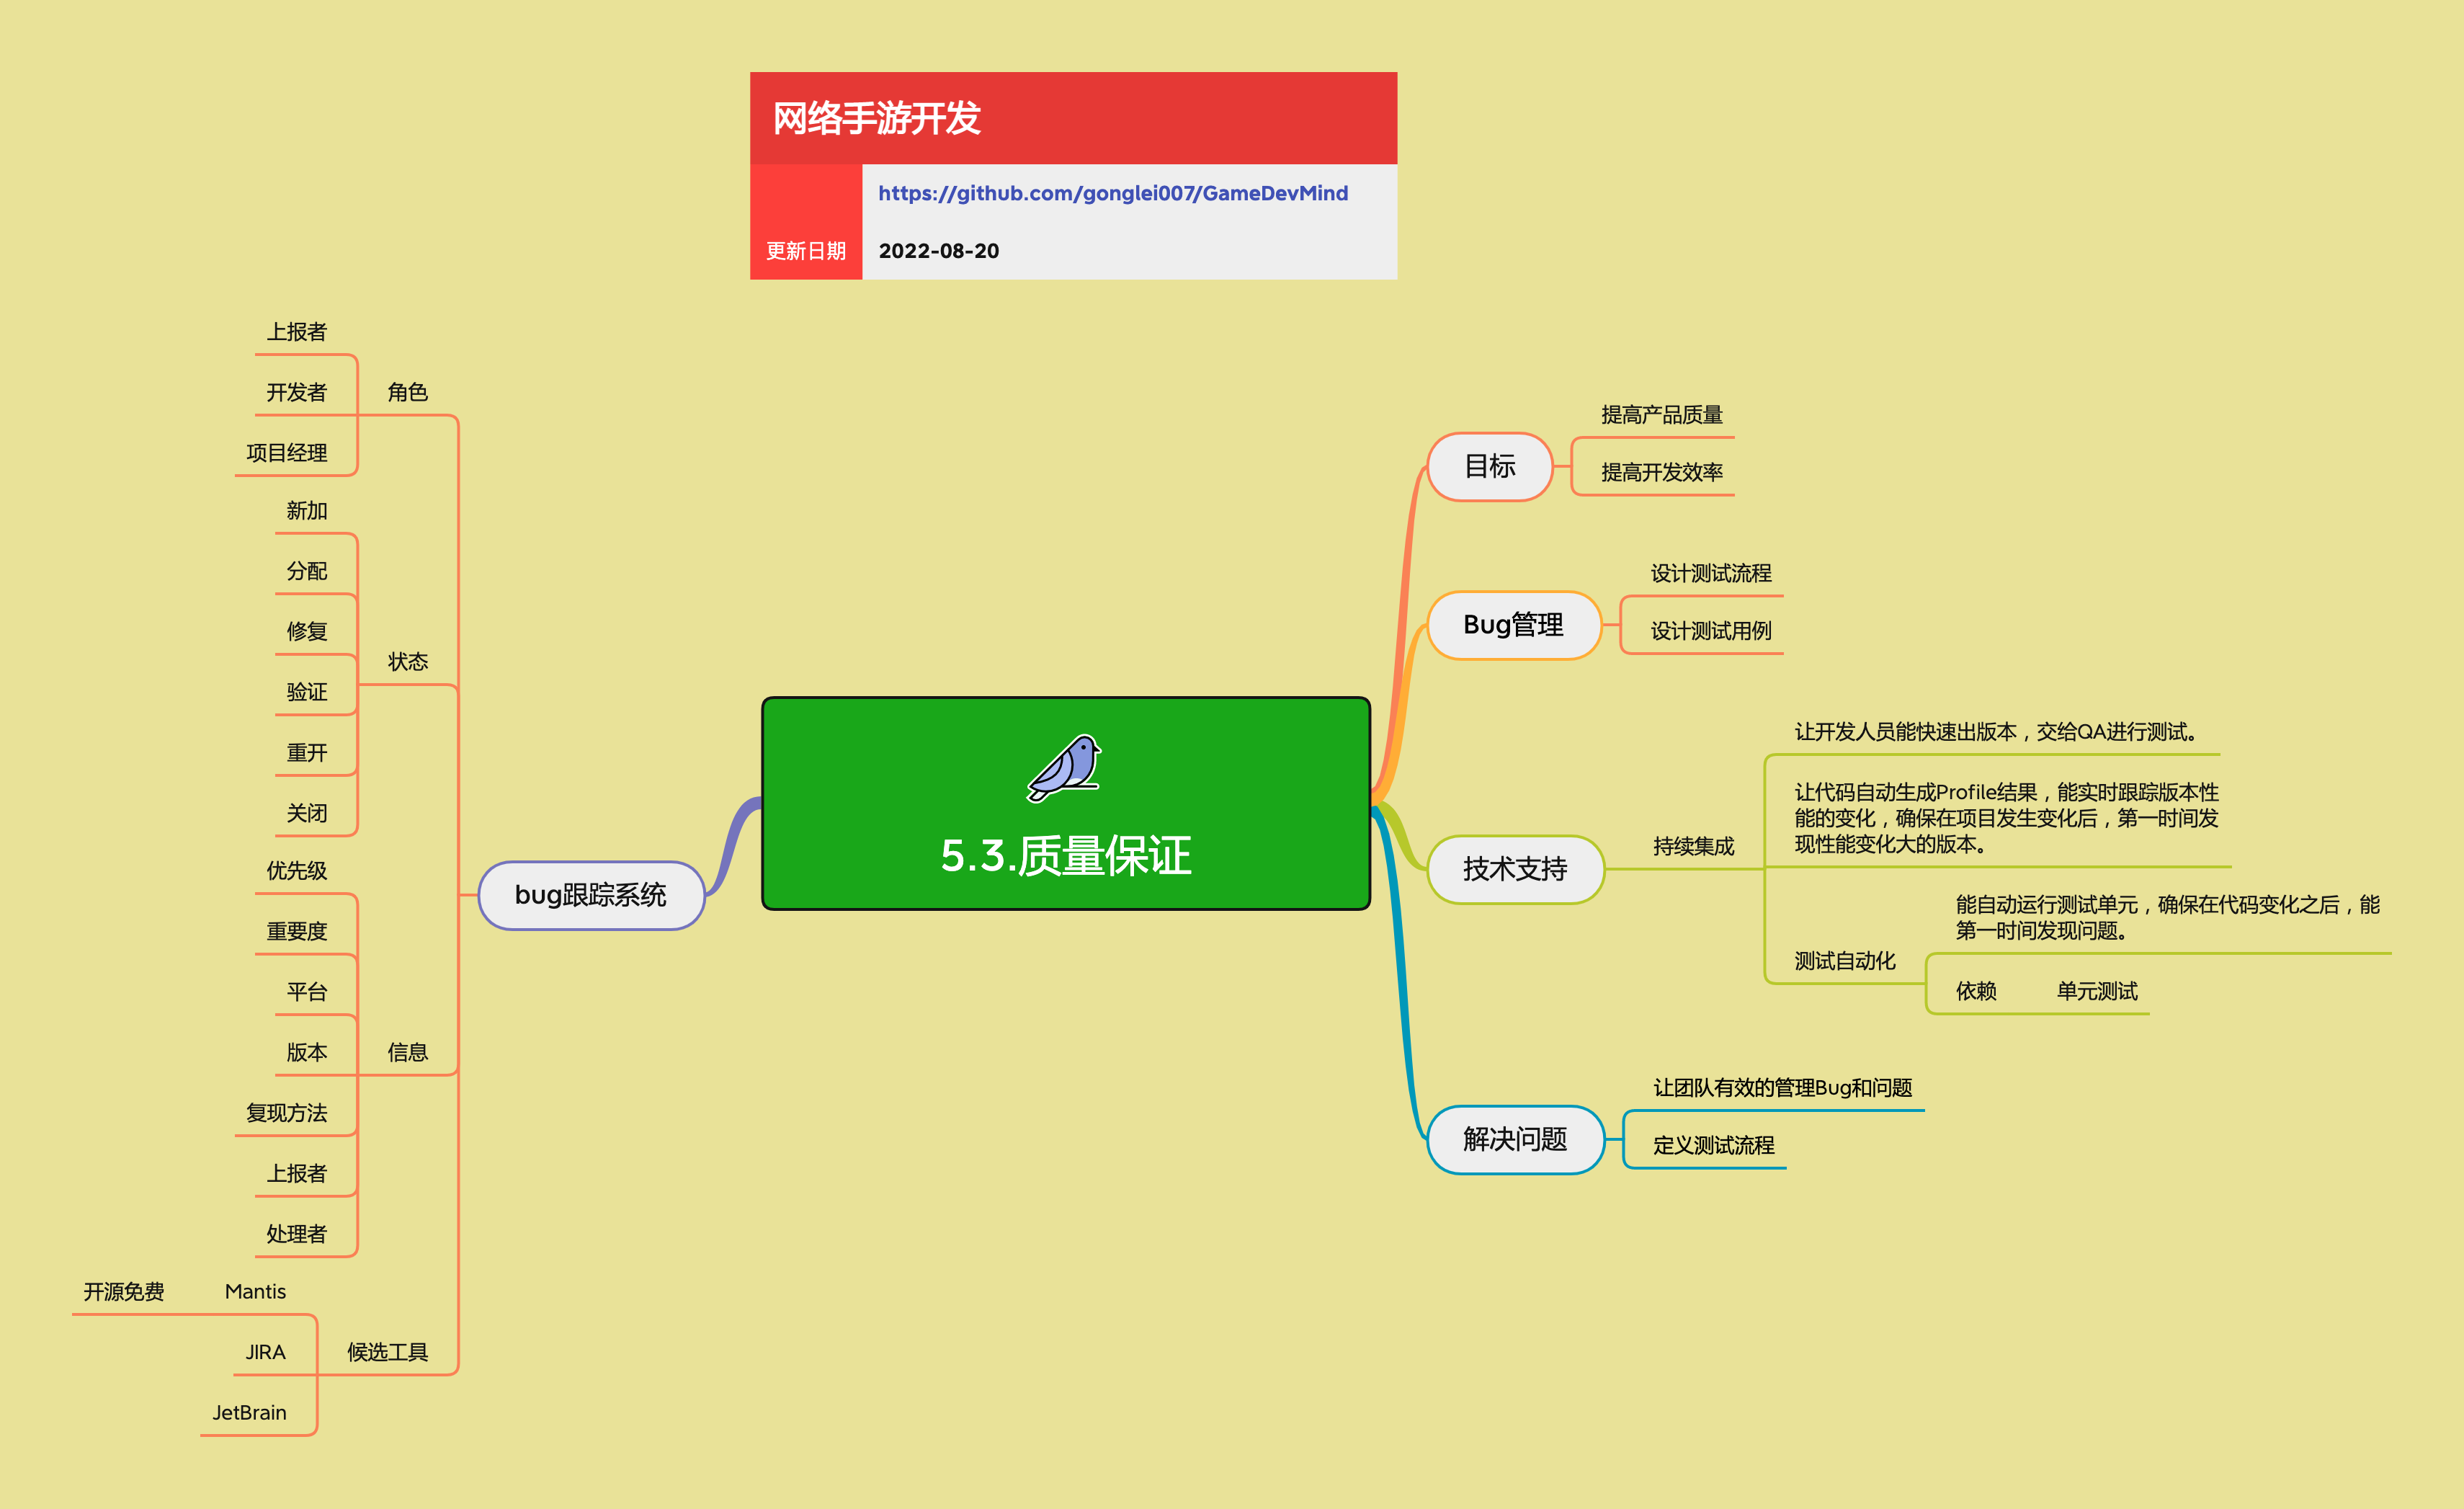 网络手游开发
https://github.com/gonglei007/GameDevMind
更新日期
2022-08-20
5.3.质量保证
目标
提高产品质量
提高开发效率
Bug管理
设计测试流程
设计测试用例
技术支持
持续集成
让开发人员能快速出版本，交给QA进行测试。
让代码自动生成Profile结果，能实时跟踪版本性
能的变化，确保在项目发生变化后，第一时间发
现性能变化大的版本。
测试自动化
能自动运行测试单元，确保在代码变化之后，能
第一时间发现问题。
依赖
单元测试
解决问题
让团队有效的管理Bug和问题
定义测试流程
bug跟踪系统
角色
上报者
开发者
项目经理
状态
新加
分配
修复
验证
重开
关闭
信息
优先级
重要度
平台
版本
复现方法
上报者
处理者
候选工具
Mantis
开源免费
JIRA
JetBrain